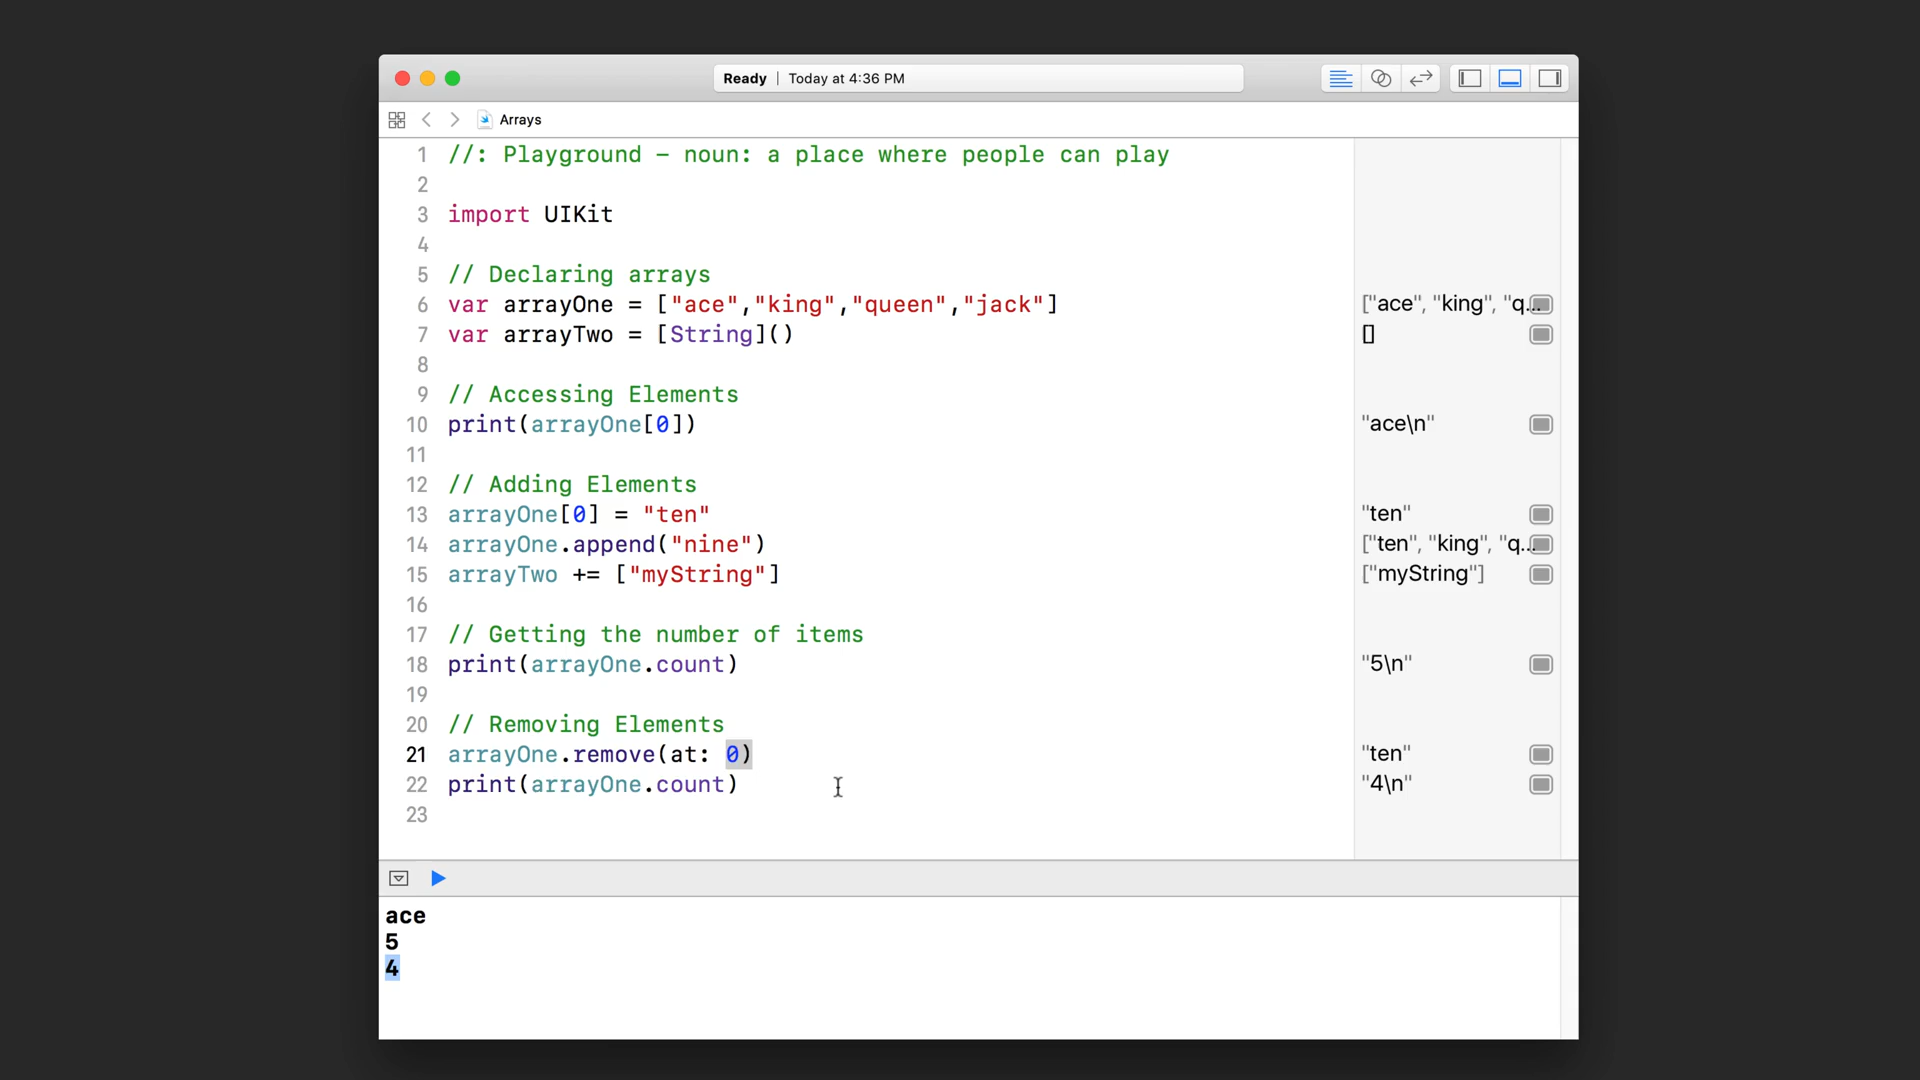 Ready | Today at 4:36 PM
Arrays
1 //: Playground – noun: a place where people can play
2
3 import UIKit
4
5 // Declaring arrays
6 var arrayOne = ["ace","king","queen","jack"] ["ace", "king", "q...
7 var arrayTwo = [String]() []
8
9 // Accessing Elements
10 print(arrayOne[0]) "ace\n"
11
12 // Adding Elements
13 arrayOne[0] = "ten" "ten"
14 arrayOne.append("nine") ["ten", "king", "q...
15 arrayTwo += ["myString"] ["myString"]
16
17 // Getting the number of items
18 print(arrayOne.count) "5\n"
19
20 // Removing Elements
21 arrayOne.remove(at: 0) "ten"
22 print(arrayOne.count) "4\n"
23
ace
5
4